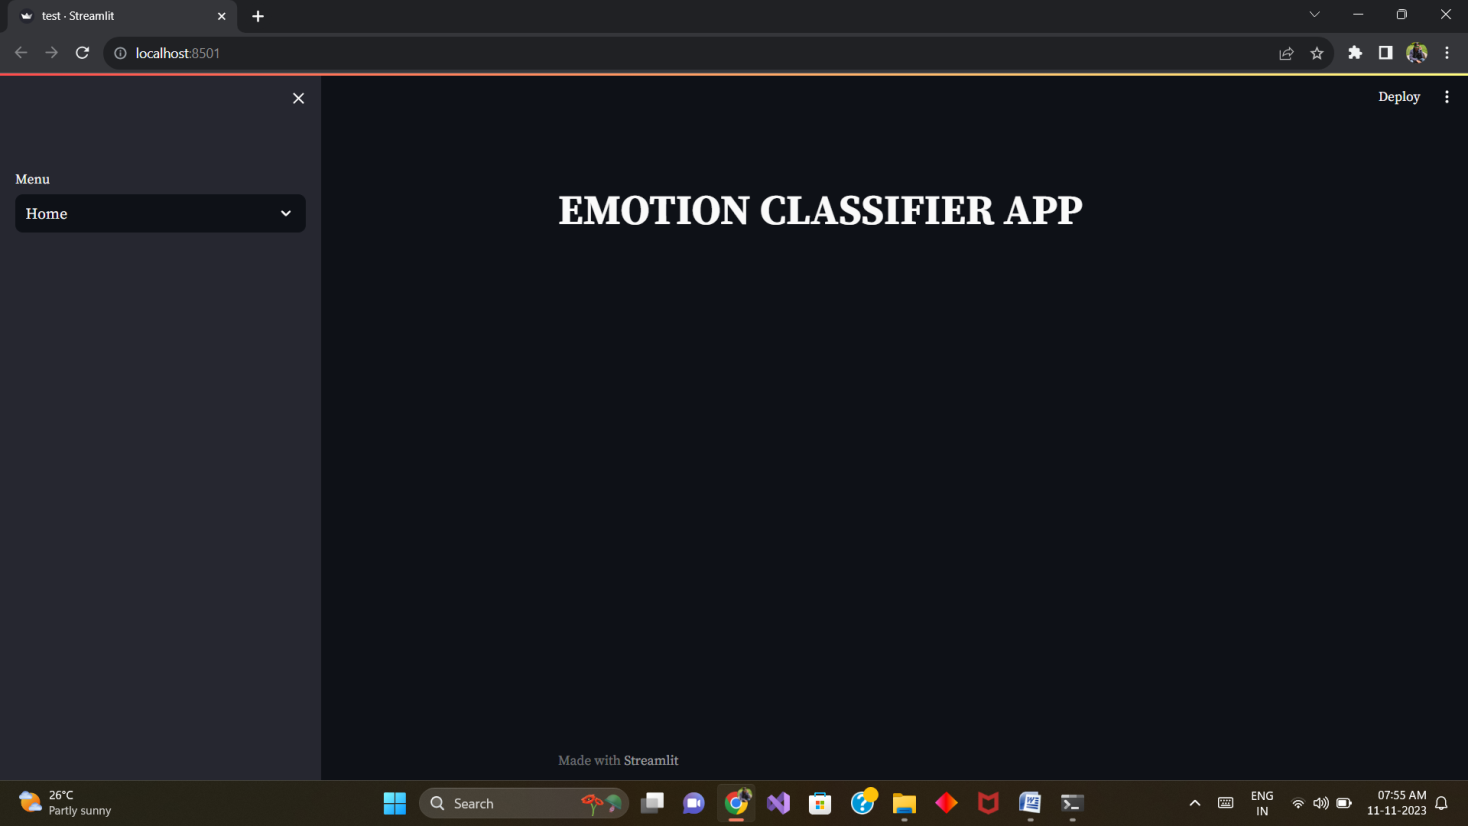 test · Streamlit
localhost:8501
Deploy
Menu
Home
EMOTION CLASSIFIER APP
Made with Streamlit
26°C
Partly sunny
Search
ENG
IN
07:55 AM
11-11-2023